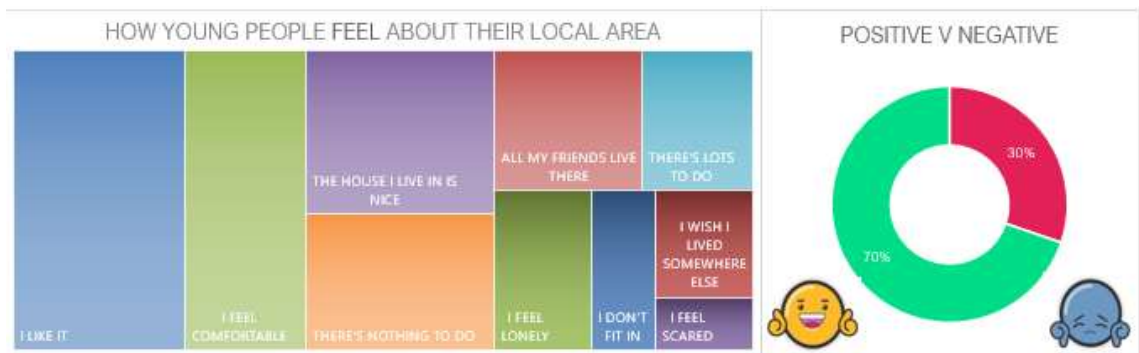 HOW YOUNG PEOPLE FEEL ABOUT THEIR LOCAL AREA
I LIKE IT
I FEEL
COMFORTABLE
THE HOUSE I LIVE IN IS
NICE
THERE'S NOTHING TO DO
ALL MY FRIENDS LIVE
THERE
THERE'S LOTS
TO DO
I FEEL
LONELY
I DON'T
FIT IN
I WISH I
LIVED
SOMEWHERE
ELSE
I FEEL
SCARED
POSITIVE V NEGATIVE
30%
70%